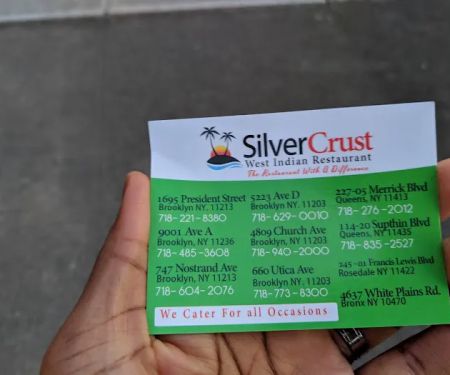 SilverCrust
West Indian Restaurant
The Restaurant With A Difference
1695 President Street
Brooklyn NY. 11213
718-221-8380
9001 Ave A
Brooklyn NY, 11236
718-485-3608
747 Nostrand Ave
Brooklyn, NY 11213
718-604-2076
5223 Ave D
Brooklyn NY. 11203
718-629-0010
4809 Church Ave
Brooklyn NY, 11203
718-940-2000
660 Utica Ave
Brooklyn NY. 11203
718-773-8300
227-05 Merrick Blvd
Queens, NY 11413
718-276-2012
114-20 Supthin Blvd
Queens, NY 11435
718-835-2527
245-01 Francis Lewis Blvd
Rosedale NY 11422
4637 White Plains Rd.
Bronx NY 10470
We Cater For all Occasions